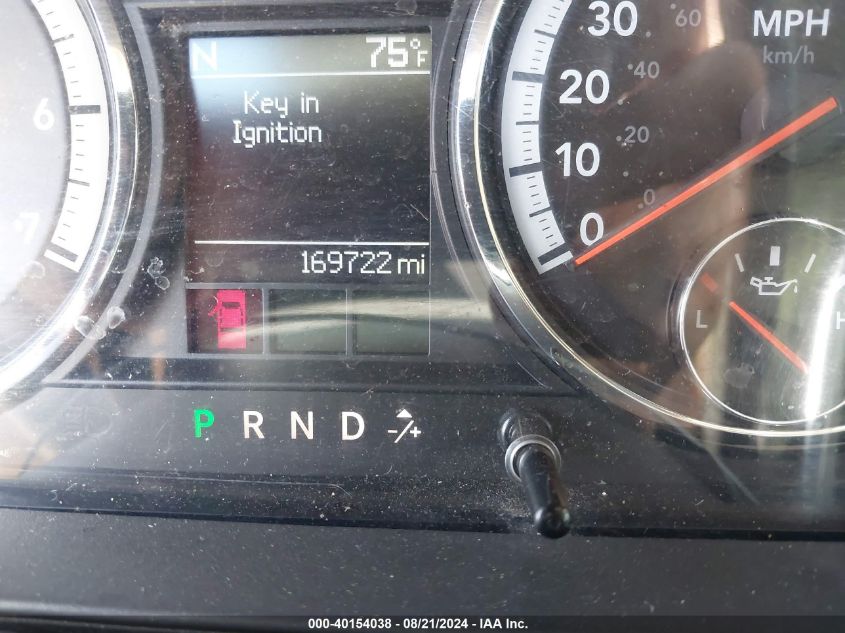 N 75°F
Key in
Ignition
169722 mi
6
7
30
20
10
0
60
40
20
0
MPH
km/h
L H
P R N D -/+
000-40154038 - 08/21/2024 - IAA Inc.